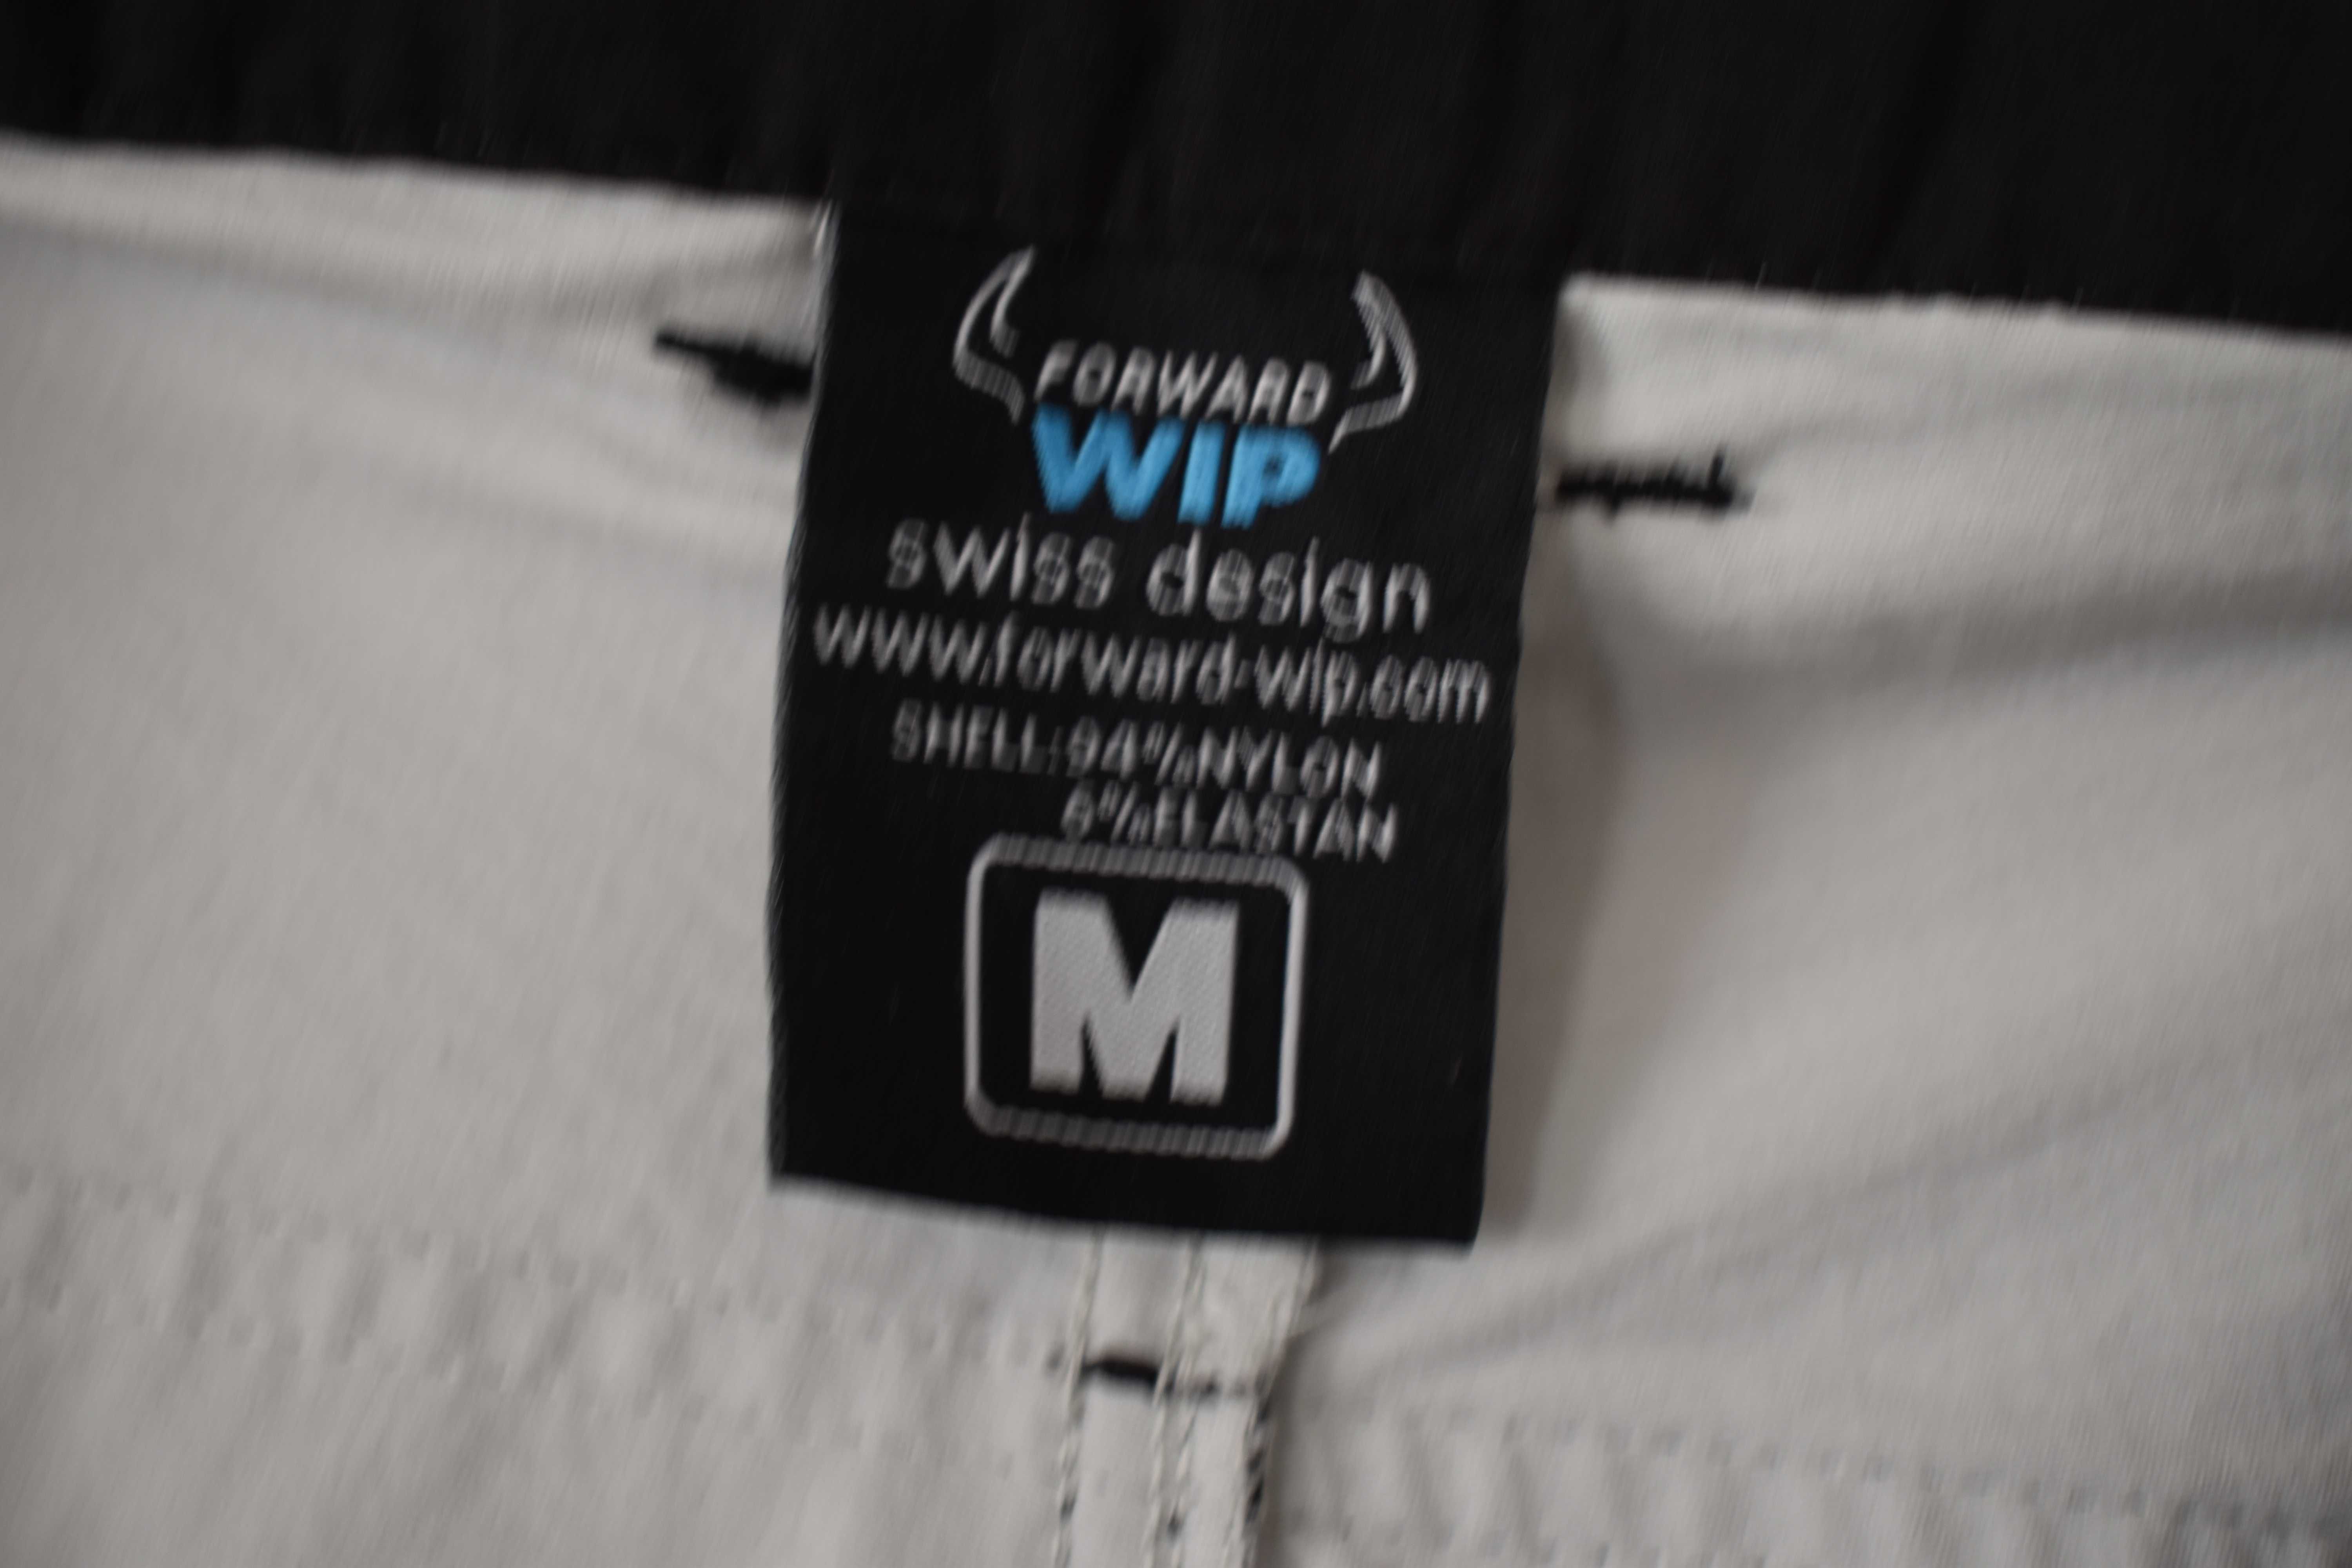 FORWARD
WIP
swiss design
www.forward-wip.com
SHELL:94%NYLON
6%ELASTAN
M